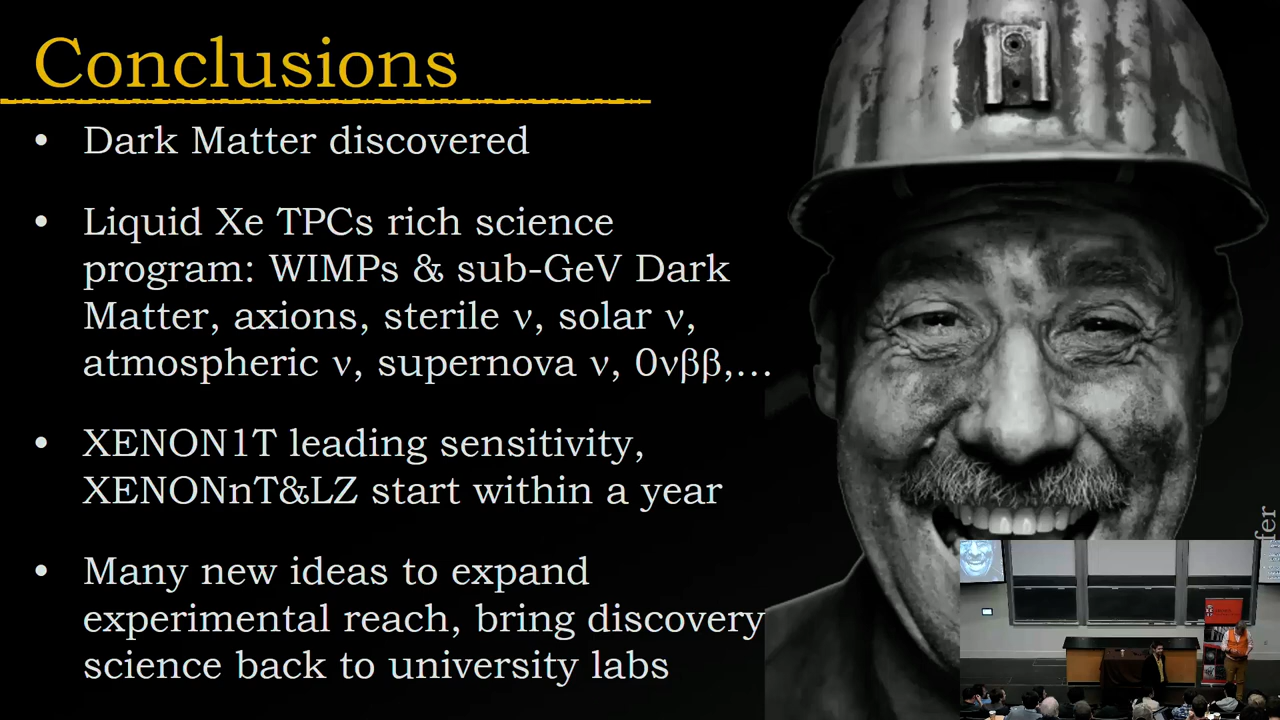 Conclusions
• Dark Matter discovered
• Liquid Xe TPCs rich science
program: WIMPs & sub-GeV Dark
Matter, axions, sterile ν, solar ν,
atmospheric ν, supernova ν, 0νββ,...
• XENON1T leading sensitivity,
XENONnT&LZ start within a year
• Many new ideas to expand
experimental reach, bring discovery
science back to university labs
fer